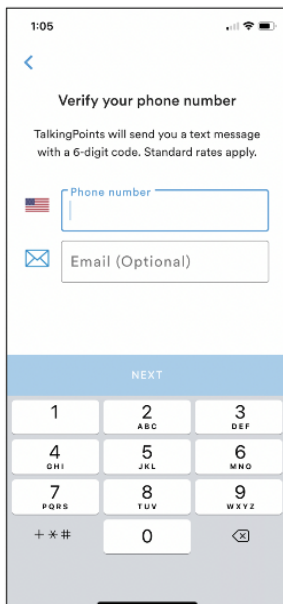 1:05
Verify your phone number
TalkingPoints will send you a text message
with a 6-digit code. Standard rates apply.
Phone number
Email (Optional)
NEXT
1 2 3
ABC DEF
4 5 6
GHI JKL MNO
7 8 9
PQRS TUV WXYZ
+*# 0